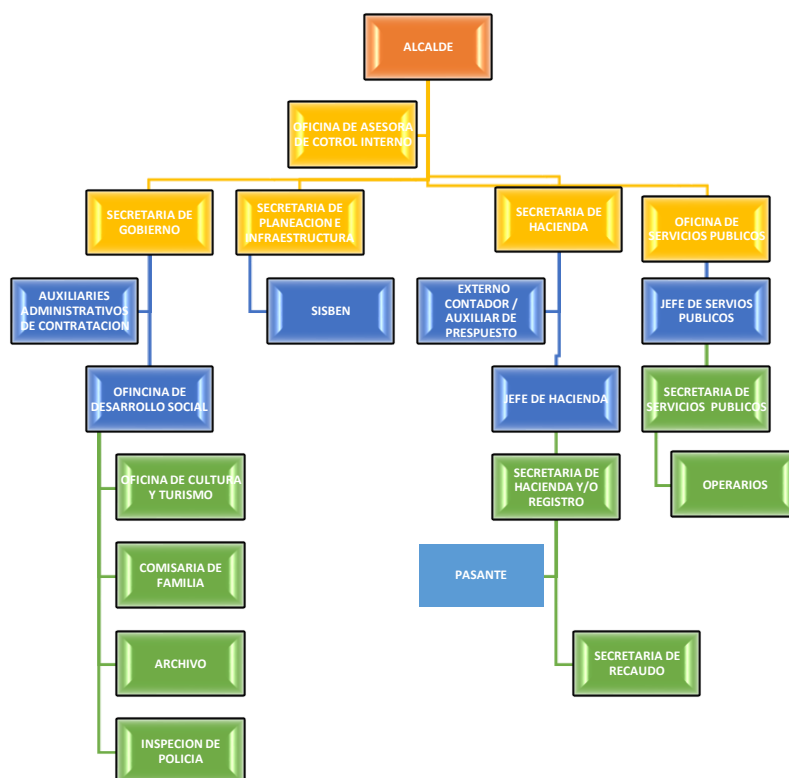 ALCALDE
OFICINA DE ASESORA
DE COTROL INTERNO
SECRETARIA DE
GOBIERNO
SECRETARIA DE
PLANEACION E
INFRAESTRUCTURA
SECRETARIA DE
HACIENDA
OFICINA DE
SERVICIOS PUBLICOS
AUXILIARIES
ADMINISTRATIVOS
DE CONTRATACION
SISBEN
EXTERNO
CONTADOR /
AUXILIAR DE
PRESPUESTO
JEFE DE SERVIOS
PUBLICOS
OFINCINA DE
DESARROLLO SOCIAL
JEFE DE HACIENDA
SECRETARIA DE
SERVICIOS PUBLICOS
OFICINA DE CULTURA
Y TURISMO
SECRETARIA DE
HACIENDA Y/O
REGISTRO
OPERARIOS
COMISARIA DE
FAMILIA
PASANTE
ARCHIVO
SECRETARIA DE
RECAUDO
INSPECION DE
POLICIA